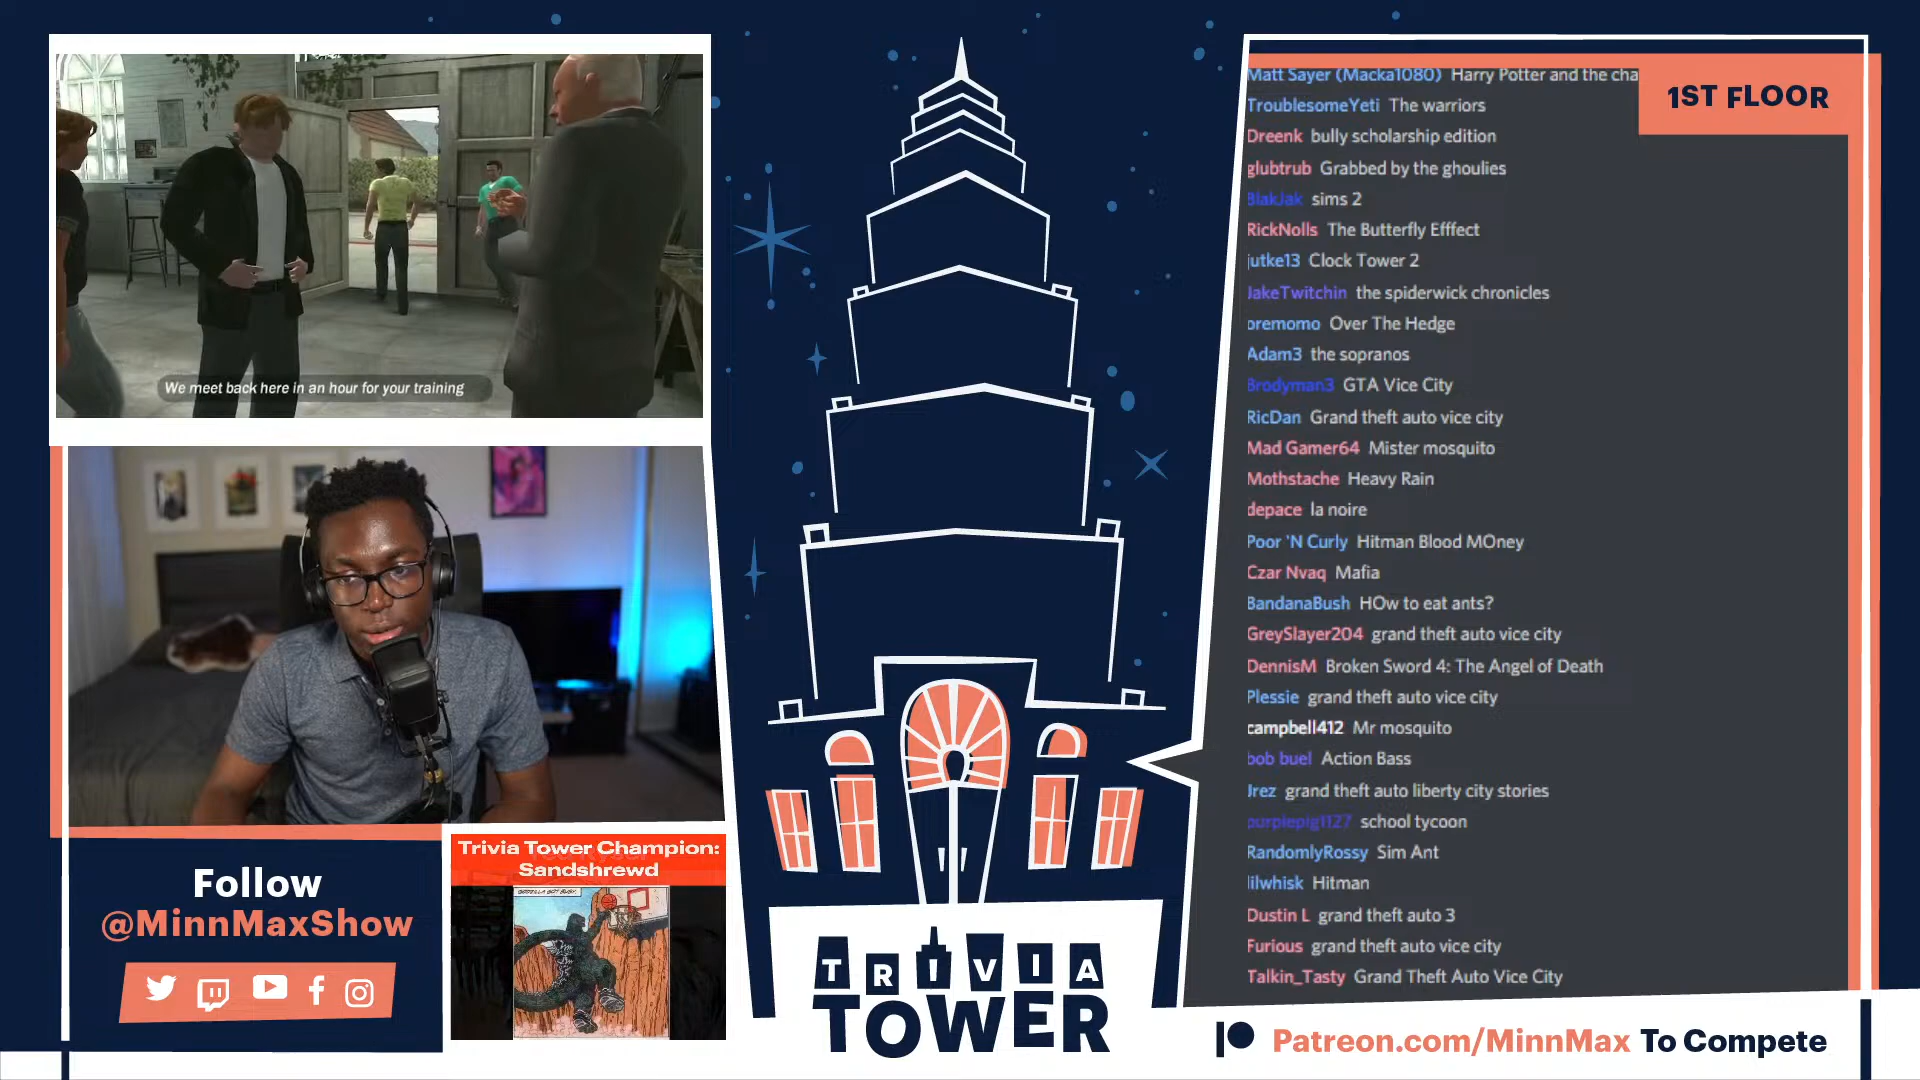 We meet back here in an hour for your training
Follow
@MinnMaxShow
Trivia Tower Champion:
Sandshrewd
GODZILLA GOT BUSY.
TRIVIA
TOWER
1ST FLOOR
Matt Sayer (Macka1080) Harry Potter and the cha
TroublesomeYeti The warriors
Dreenk bully scholarship edition
glubtrub Grabbed by the ghoulies
BlakJak sims 2
RickNolls The Butterfly Efffect
jutke13 Clock Tower 2
JakeTwitchin the spiderwick chronicles
oremomo Over The Hedge
Adam3 the sopranos
Brodyman3 GTA Vice City
RicDan Grand theft auto vice city
Mad Gamer64 Mister mosquito
Mothstache Heavy Rain
depace la noire
Poor 'N Curly Hitman Blood MOney
Czar Nvaq Mafia
BandanaBush HOw to eat ants?
GreySlayer204 grand theft auto vice city
DennisM Broken Sword 4: The Angel of Death
Plessie grand theft auto vice city
campbell412 Mr mosquito
bob buel Action Bass
Jrez grand theft auto liberty city stories
purplepig1127 school tycoon
RandomlyRossy Sim Ant
lilwhisk Hitman
Dustin L grand theft auto 3
Furious grand theft auto vice city
Talkin_Tasty Grand Theft Auto Vice City
Patreon.com/MinnMax To Compete